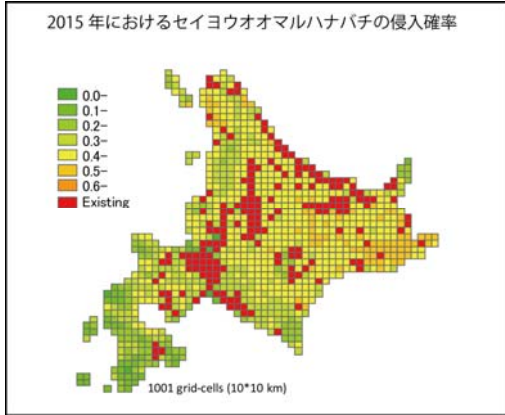 2015 年におけるセイヨウオオマルハナバチの侵入確率
0.0-
0.1-
0.2-
0.3-
0.4-
0.5-
0.6-
Existing
1001 grid-cells (10*10 km)